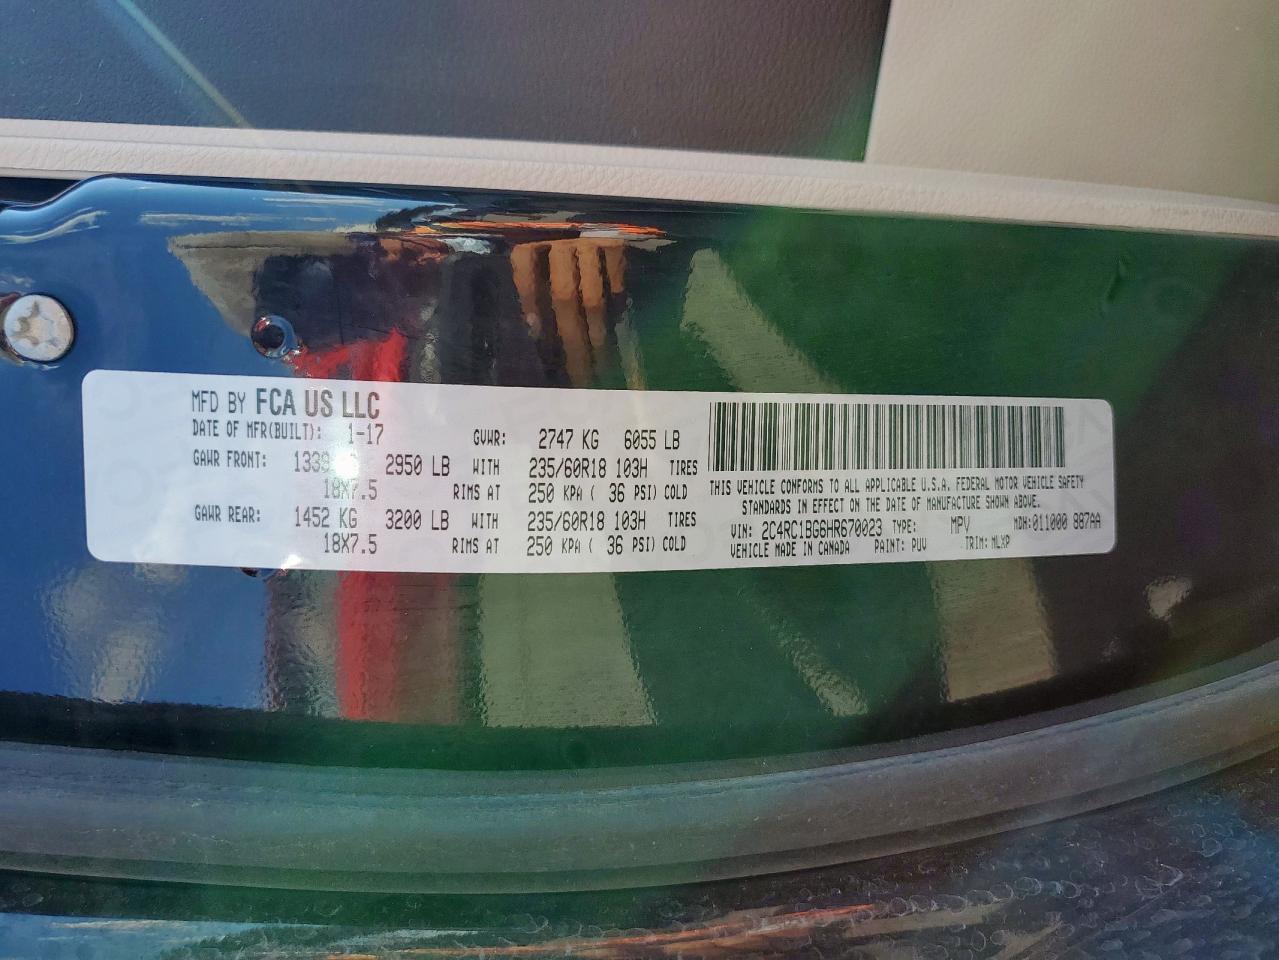 MFD BY FCA US LLC
DATE OF MFR(BUILT): 1-17 GVWR: 2747 KG 6055 LB
GAWR FRONT: 2950 LB WITH 235/60R18 103H TIRES
18X7.5 RIMS AT 250 KPA ( 36 PSI) COLD
GAWR REAR: 1452 KG 3200 LB WITH 235/60R18 103H TIRES
18X7.5 RIMS AT 250 KPA ( 36 PSI) COLD
THIS VEHICLE CONFORMS TO ALL APPLICABLE U.S.A. FEDERAL MOTOR VEHICLE SAFETY
STANDARDS IN EFFECT ON THE DATE OF MANUFACTURE SHOWN ABOVE.
VIN: 2C4RC1BG6HR670023 TYPE: MPV MDH:011000 887AA
VEHICLE MADE IN CANADA PAINT: PUV TRIM: MLXP